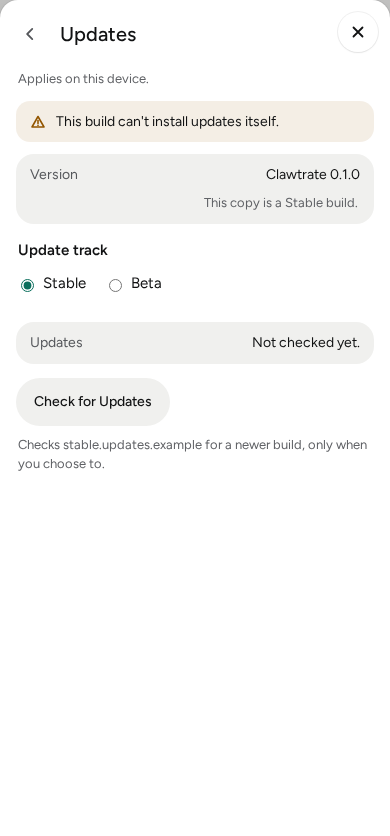 Updates
Applies on this device.
This build can't install updates itself.
Version
Clawtrate 0.1.0
This copy is a Stable build.
Update track
Stable
Beta
Updates
Not checked yet.
Check for Updates
Checks stable.updates.example for a newer build, only when
you choose to.